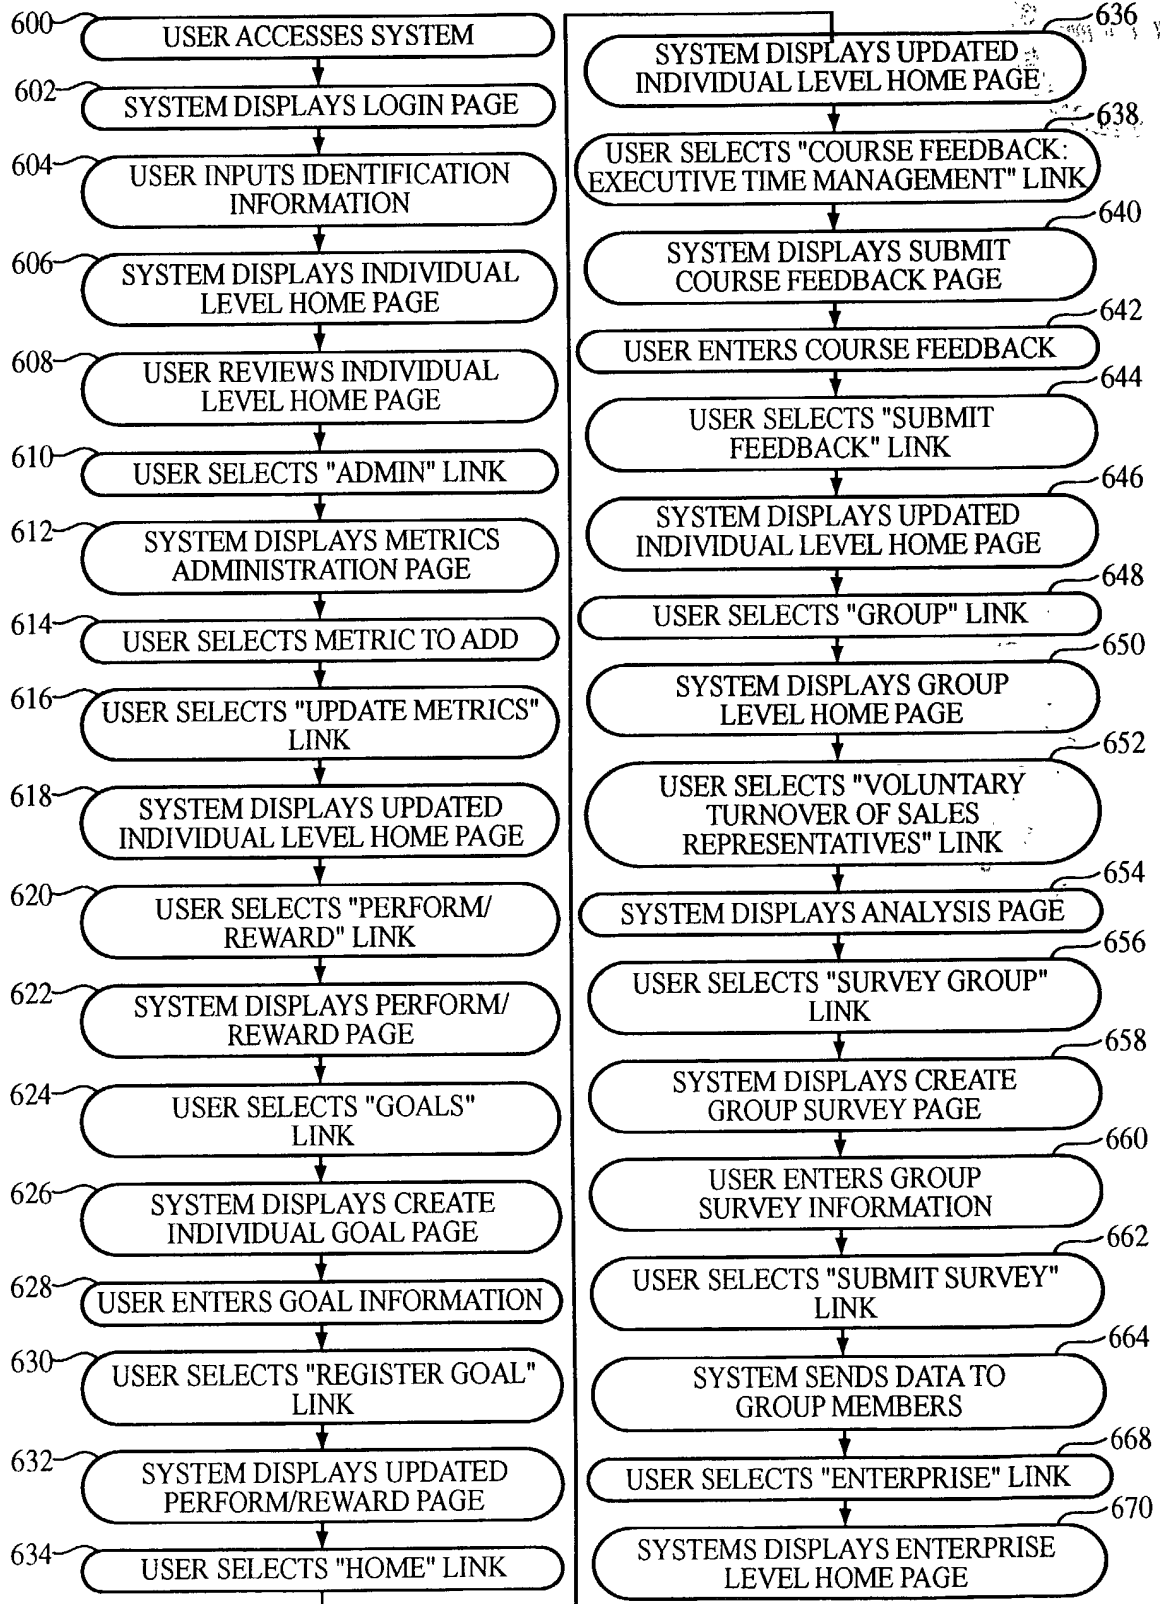 600
USER ACCESSES SYSTEM
602
SYSTEM DISPLAYS LOGIN PAGE
604
USER INPUTS IDENTIFICATION
INFORMATION
606
SYSTEM DISPLAYS INDIVIDUAL
LEVEL HOME PAGE
608
USER REVIEWS INDIVIDUAL
LEVEL HOME PAGE
610
USER SELECTS "ADMIN" LINK
612
SYSTEM DISPLAYS METRICS
ADMINISTRATION PAGE
614
USER SELECTS METRIC TO ADD
616
USER SELECTS "UPDATE METRICS"
LINK
618
SYSTEM DISPLAYS UPDATED
INDIVIDUAL LEVEL HOME PAGE
620
USER SELECTS "PERFORM/
REWARD" LINK
622
SYSTEM DISPLAYS PERFORM/
REWARD PAGE
624
USER SELECTS "GOALS"
LINK
626
SYSTEM DISPLAYS CREATE
INDIVIDUAL GOAL PAGE
628
USER ENTERS GOAL INFORMATION
630
USER SELECTS "REGISTER GOAL"
LINK
632
SYSTEM DISPLAYS UPDATED
PERFORM/REWARD PAGE
634
USER SELECTS "HOME" LINK
636
SYSTEM DISPLAYS UPDATED
INDIVIDUAL LEVEL HOME PAGE
638
USER SELECTS "COURSE FEEDBACK:
EXECUTIVE TIME MANAGEMENT" LINK
640
SYSTEM DISPLAYS SUBMIT
COURSE FEEDBACK PAGE
642
USER ENTERS COURSE FEEDBACK
644
USER SELECTS "SUBMIT
FEEDBACK" LINK
646
SYSTEM DISPLAYS UPDATED
INDIVIDUAL LEVEL HOME PAGE
648
USER SELECTS "GROUP" LINK
650
SYSTEM DISPLAYS GROUP
LEVEL HOME PAGE
652
USER SELECTS "VOLUNTARY
TURNOVER OF SALES
REPRESENTATIVES" LINK
654
SYSTEM DISPLAYS ANALYSIS PAGE
656
USER SELECTS "SURVEY GROUP"
LINK
658
SYSTEM DISPLAYS CREATE
GROUP SURVEY PAGE
660
USER ENTERS GROUP
SURVEY INFORMATION
662
USER SELECTS "SUBMIT SURVEY"
LINK
664
SYSTEM SENDS DATA TO
GROUP MEMBERS
668
USER SELECTS "ENTERPRISE" LINK
670
SYSTEMS DISPLAYS ENTERPRISE
LEVEL HOME PAGE